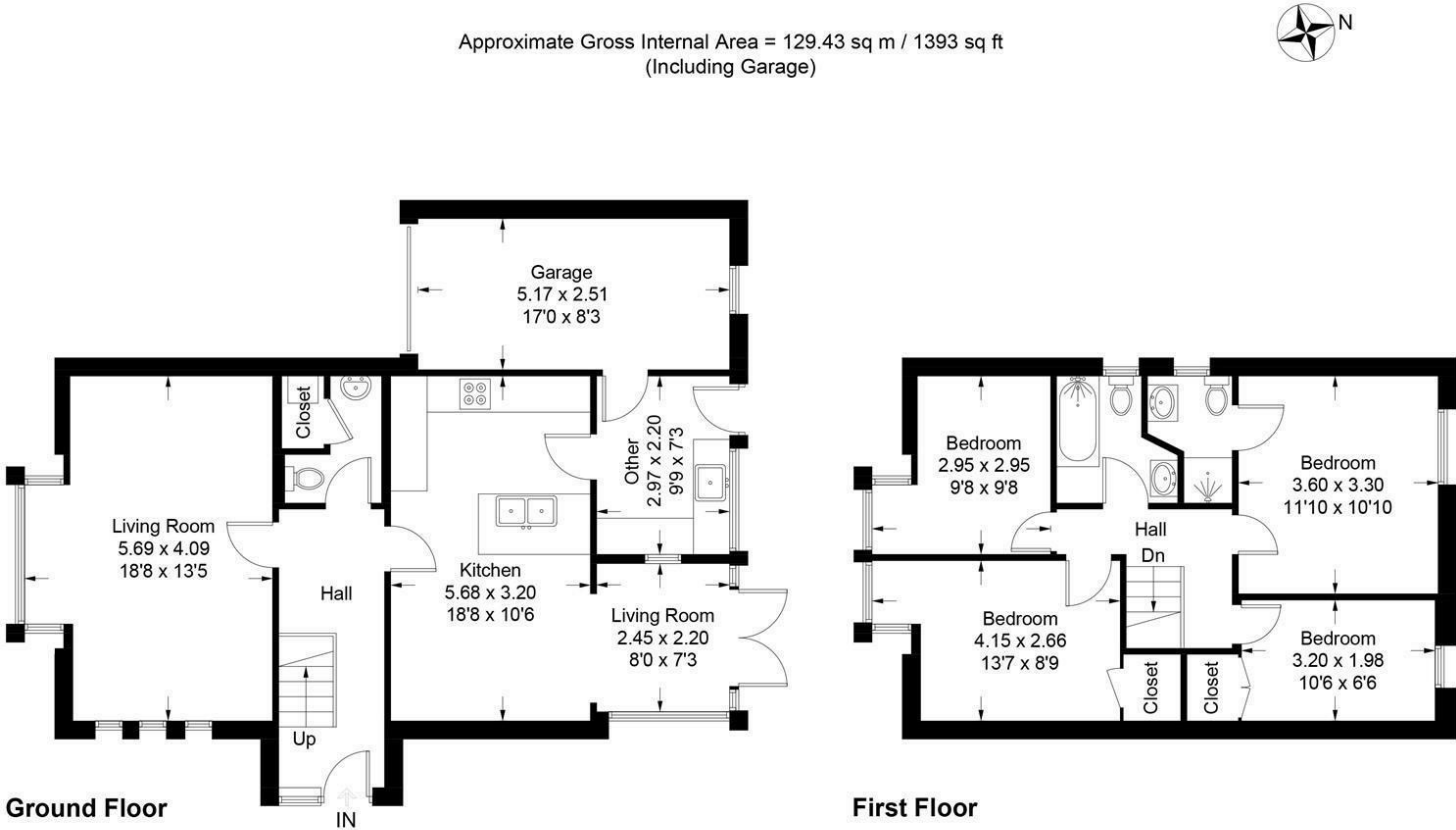 Approximate Gross Internal Area = 129.43 sq m / 1393 sq ft
(Including Garage)
N
Garage
5.17 x 2.51
17'0 x 8'3
Closet
Living Room
5.69 x 4.09
18'8 x 13'5
Hall
Up
Kitchen
5.68 x 3.20
18'8 x 10'6
Other
2.97 x 2.20
9'9 x 7'3
Living Room
2.45 x 2.20
8'0 x 7'3
IN
Ground Floor
Bedroom
2.95 x 2.95
9'8 x 9'8
Bedroom
3.60 x 3.30
11'10 x 10'10
Hall
Dn
Bedroom
4.15 x 2.66
13'7 x 8'9
Closet
Closet
Bedroom
3.20 x 1.98
10'6 x 6'6
First Floor